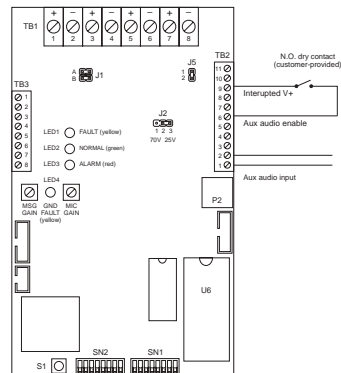 + − + − + − + −
TB1
1 2 3 4 5 6 7 8
TB2
J5
N.O. dry contact
(customer-provided)
11
10
9
8
7
6
5
4
3
2
1
1
2
A
B
J1
TB3
Interupted V+
1
2
3
4
5
6
7
8
J2
1 2 3
70V 25V
LED1 FAULT (yellow)
LED2 NORMAL (green)
LED3 ALARM (red)
Aux audio enable
LED4
Aux audio input
MSG
GAIN
GND
FAULT
(yellow)
MIC
GAIN
P2
U6
S1
SN2
SN1